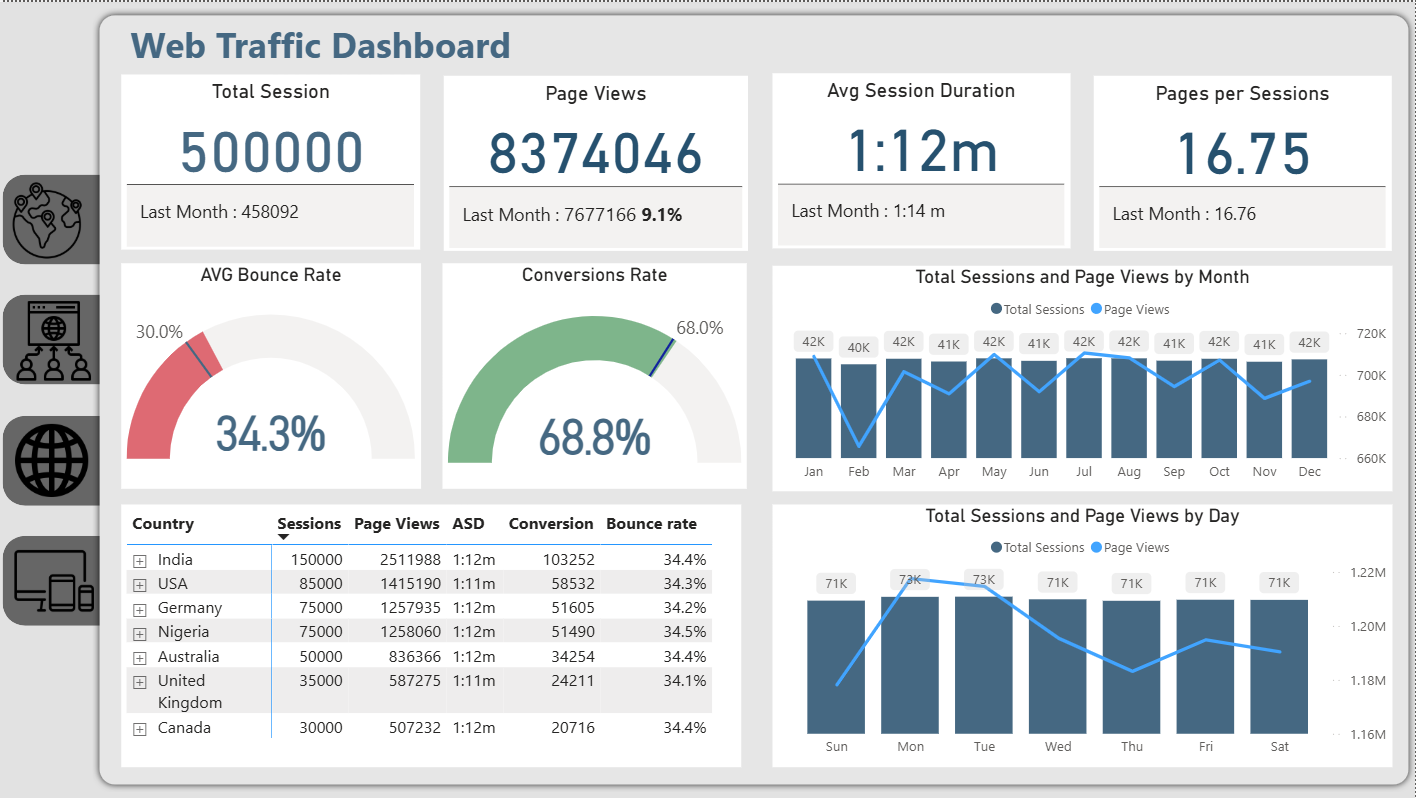 Web Traffic Dashboard
Total Session
500000
Last Month : 458092
Page Views
8374046
Last Month : 7677166 9.1%
Avg Session Duration
1:12m
Last Month : 1:14 m
Pages per Sessions
16.75
Last Month : 16.76
AVG Bounce Rate
30.0%
34.3%
Conversions Rate
68.0%
68.8%
Total Sessions and Page Views by Month
Total Sessions Page Views
42K 40K 42K 41K 42K 41K 42K 42K 41K 42K 41K 42K
720K
700K
680K
660K
Jan Feb Mar Apr May Jun Jul Aug Sep Oct Nov Dec
Country Sessions Page Views ASD Conversion Bounce rate
India 150000 2511988 1:12m 103252 34.4%
USA 85000 1415190 1:11m 58532 34.3%
Germany 75000 1257935 1:12m 51605 34.2%
Nigeria 75000 1258060 1:12m 51490 34.5%
Australia 50000 836366 1:12m 34254 34.4%
United 35000 587275 1:11m 24211 34.1%
Kingdom
Canada 30000 507232 1:12m 20716 34.4%
Total Sessions and Page Views by Day
Total Sessions Page Views
71K 73K 73K 71K 71K 71K 71K
1.22M
1.20M
1.18M
1.16M
Sun Mon Tue Wed Thu Fri Sat